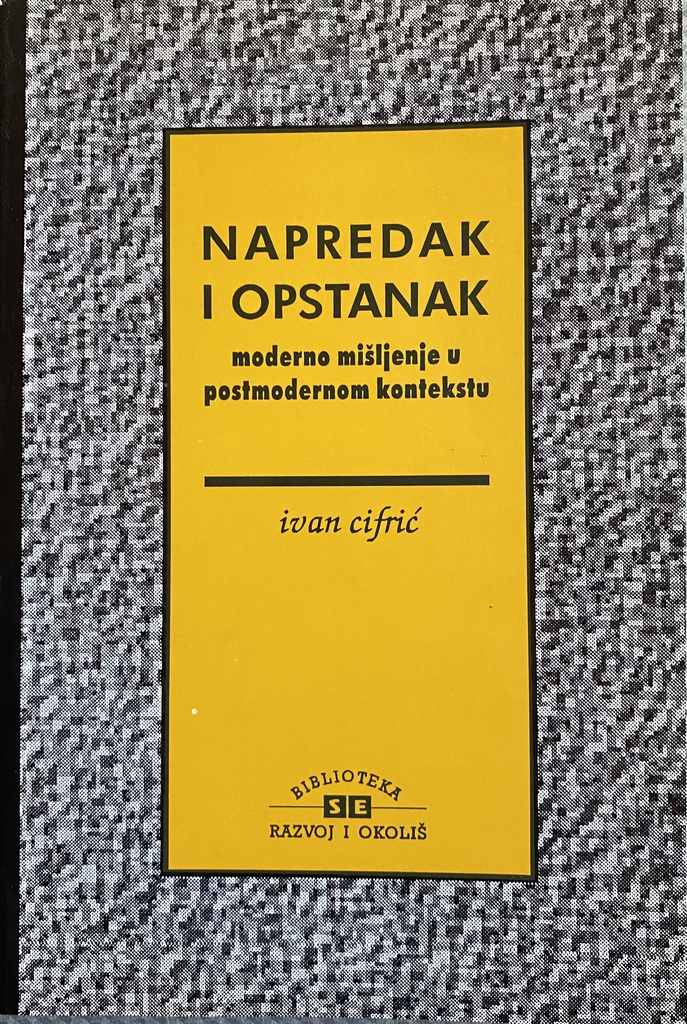 NAPREDAK
I OPSTANAK
moderno mišljenje u
postmodernom kontekstu
ivan cifrić
BIBLIOTEKA
SE
RAZVOJ I OKOLIŠ